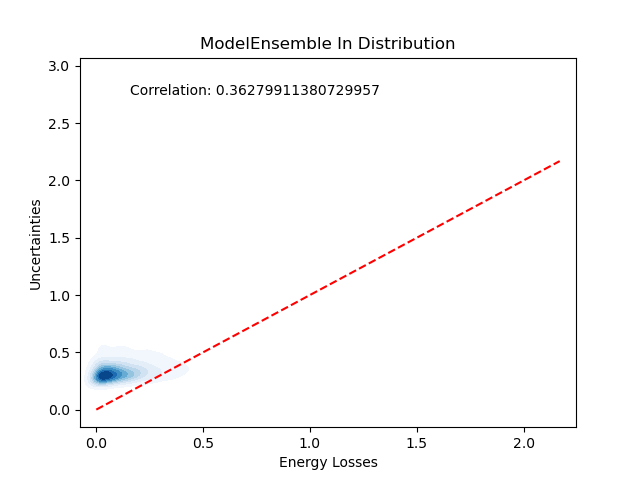 ModelEnsemble In Distribution
Correlation: 0.36279911380729957
Uncertainties
3.0
2.5
2.0
1.5
1.0
0.5
0.0
0.0 0.5 1.0 1.5 2.0
Energy Losses